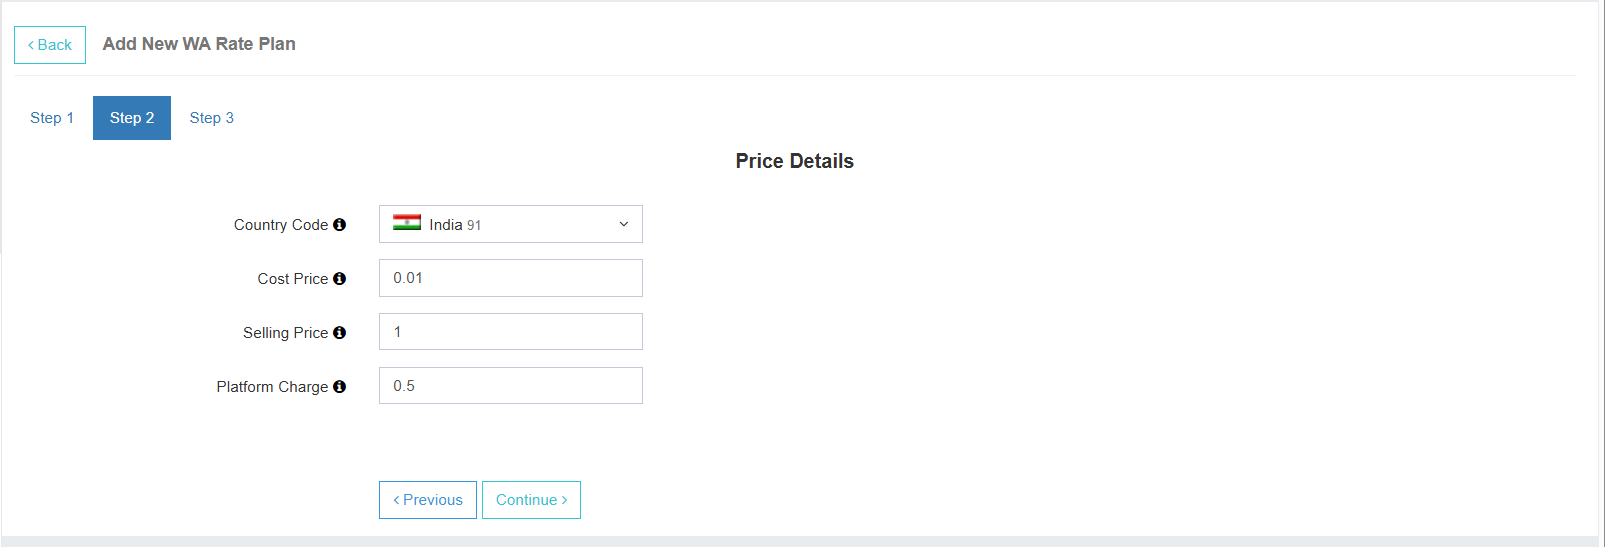 Back Add New WA Rate Plan
Step 1 Step 2 Step 3
Price Details
Country Code India 91
Cost Price 0.01
Selling Price 1
Platform Charge 0.5
Previous Continue